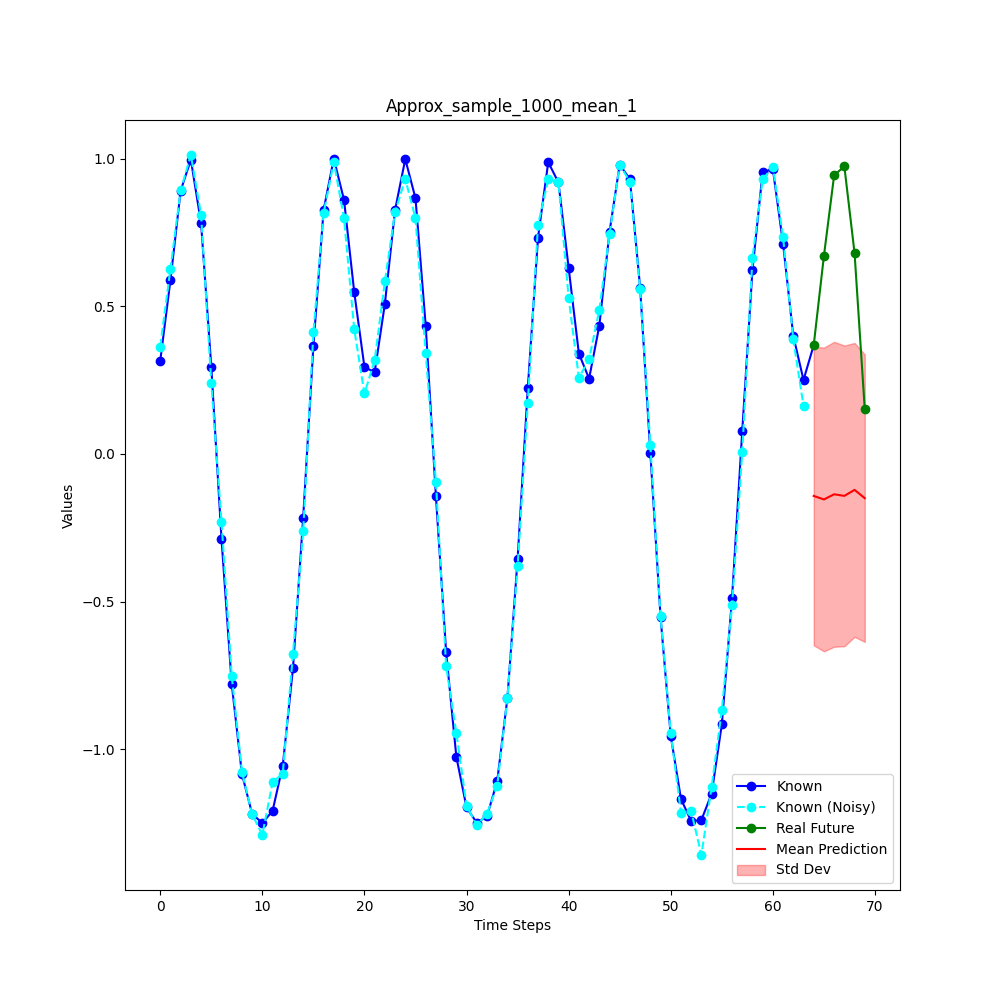 Approx_sample_1000_mean_1
1.0
0.5
0.0
−0.5
−1.0
Values
0 10 20 30 40 50 60 70
Time Steps
Known
Known (Noisy)
Real Future
Mean Prediction
Std Dev